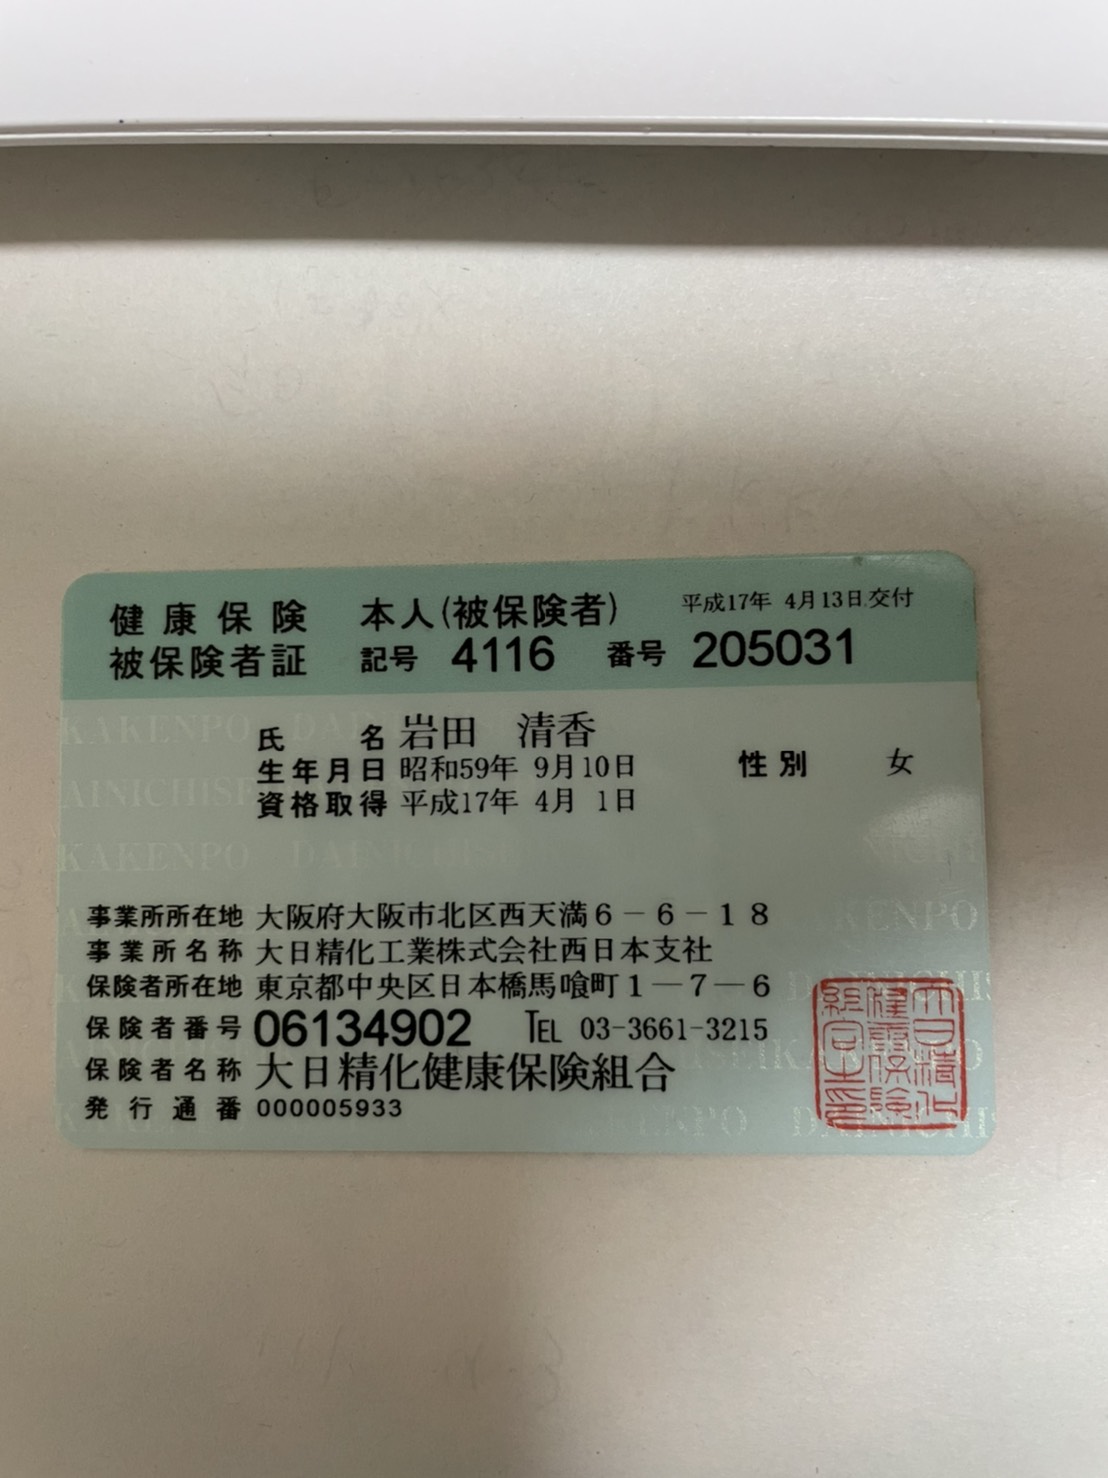 健康保険 本人(被保険者) 平成17年 4月13日交付
被保険者証 記号 4116 番号 205031
氏名 岩田 清香
生年月日 昭和59年 9月10日 性別 女
資格取得 平成17年 4月 1日
事業所所在地 大阪府大阪市北区西天満6-6-18
事業所名称 大日精化工業株式会社西日本支社
保険者所在地 東京都中央区日本橋馬喰町1-7-6
保険者番号 06134902 TEL 03-3661-3215
保険者名称 大日精化健康保険組合
発行通番 000005933